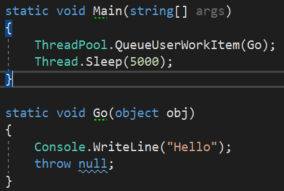 static void Main(string[] args)
{
    ThreadPool.QueueUserWorkItem(Go);
    Thread.Sleep(5000);
}
static void Go(object obj)
{
    Console.WriteLine("Hello");
    throw null;
}